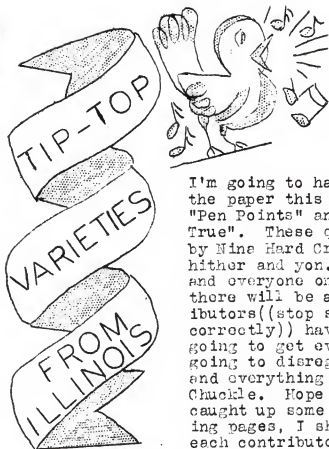 TIP-TOP
VARIETIES
FROM
ILLINOIS
I'm going to ha
the paper this
"Pen Points" an
True". These q
by Nina Hard Cr
hither and yon.
and everyone or
there will be s
ibutors((stop s
correctly)) hav
going to get ev
going to disreg
and everything
Chuckle. Hope
caught up some
ing pages, I sh
each contributo